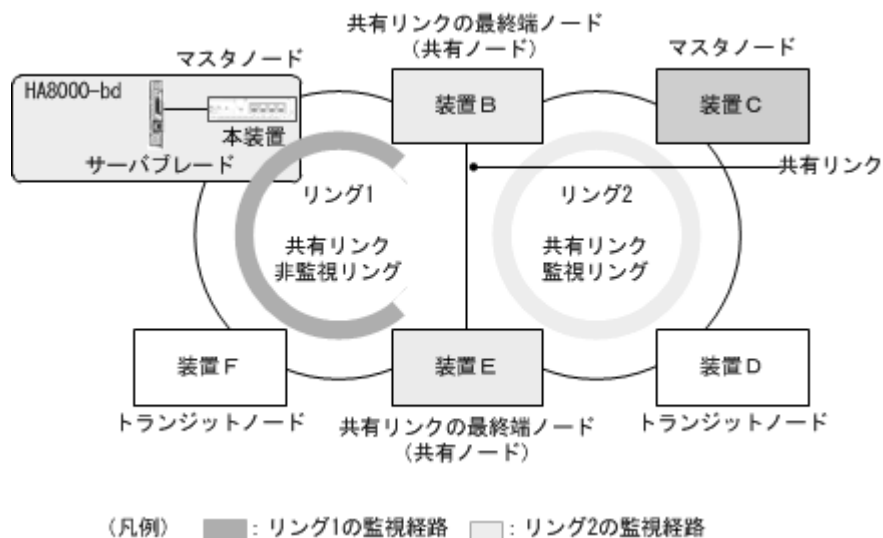 共有リンクの最終端ノード
(共有ノード)
マスタノード
マスタノード
HA8000-bd
本装置
サーバブレード
装置B
装置C
共有リンク
リング1
共有リンク
非監視リング
リング2
共有リンク
監視リング
装置F
装置E
装置D
トランジットノード
共有リンクの最終端ノード
(共有ノード)
トランジットノード
(凡例) : リング1の監視経路 : リング2の監視経路